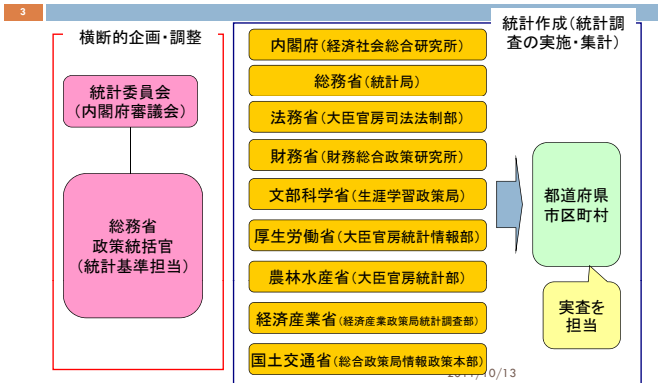 3
横断的企画・調整
統計委員会
(内閣府審議会)
総務省
政策統括官
(統計基準担当)
統計作成(統計調
査の実施・集計)
内閣府(経済社会総合研究所)
総務省(統計局)
法務省(大臣官房司法法制部)
財務省(財務総合政策研究所)
文部科学省(生涯学習政策局)
厚生労働省(大臣官房統計情報部)
農林水産省(大臣官房統計部)
経済産業省(経済産業政策局統計調査部)
国土交通省(総合政策局情報政策本部)
都道府県
市区町村
実査を
担当
2011/10/13